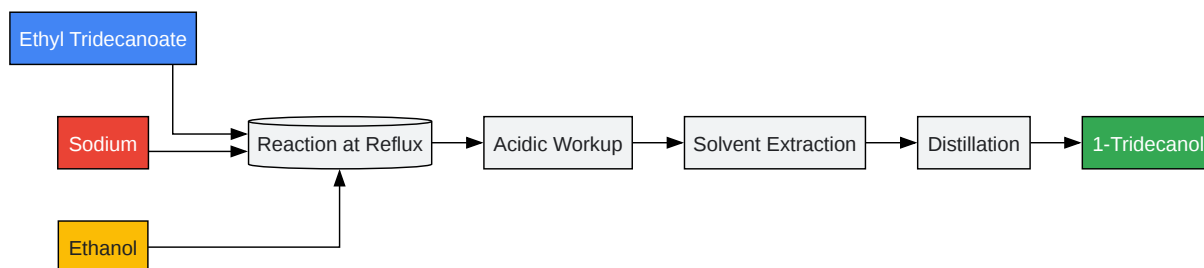 Ethyl Tridecanoate
Sodium
Reaction at Reflux
Acidic Workup
Solvent Extraction
Distillation
1-Tridecanol
Ethanol